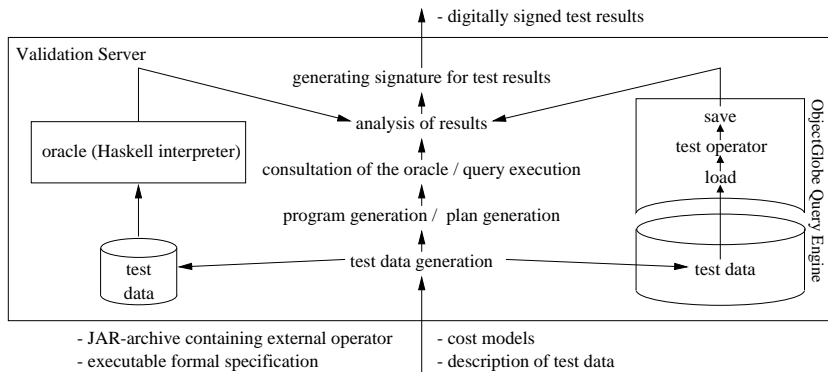 - digitally signed test results
Validation Server
generating signature for test results
analysis of results
oracle (Haskell interpreter)
consultation of the oracle / query execution
program generation / plan generation
test data generation
test
data
save
test operator
load
test data
ObjectGlobe Query Engine
- JAR-archive containing external operator
- executable formal specification
- cost models
- description of test data